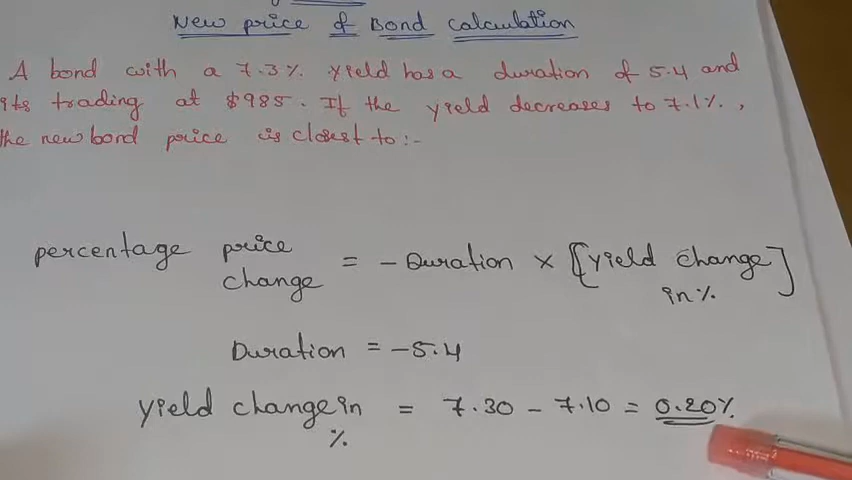 New price of Bond calculation
A bond with a 7.3% yield has a duration of 5.4 and
its trading at $985. If the yield decreases to 7.1%,
the new bond price is closest to:-
percentage price change = - Duration × [yield change in %]
Duration = -5.4
yield change in % = 7.30 - 7.10 = 0.20%